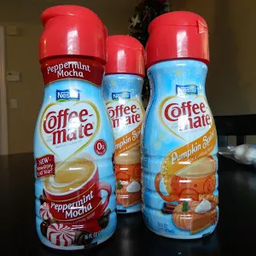 Peppermint
Mocha
Nestlé
Coffee-
mate
Peppermint
Mocha
Nestlé
Coffee
mate
Pumpkin Spice
Nestlé
Coffee-
mate
Pumpkin Spice